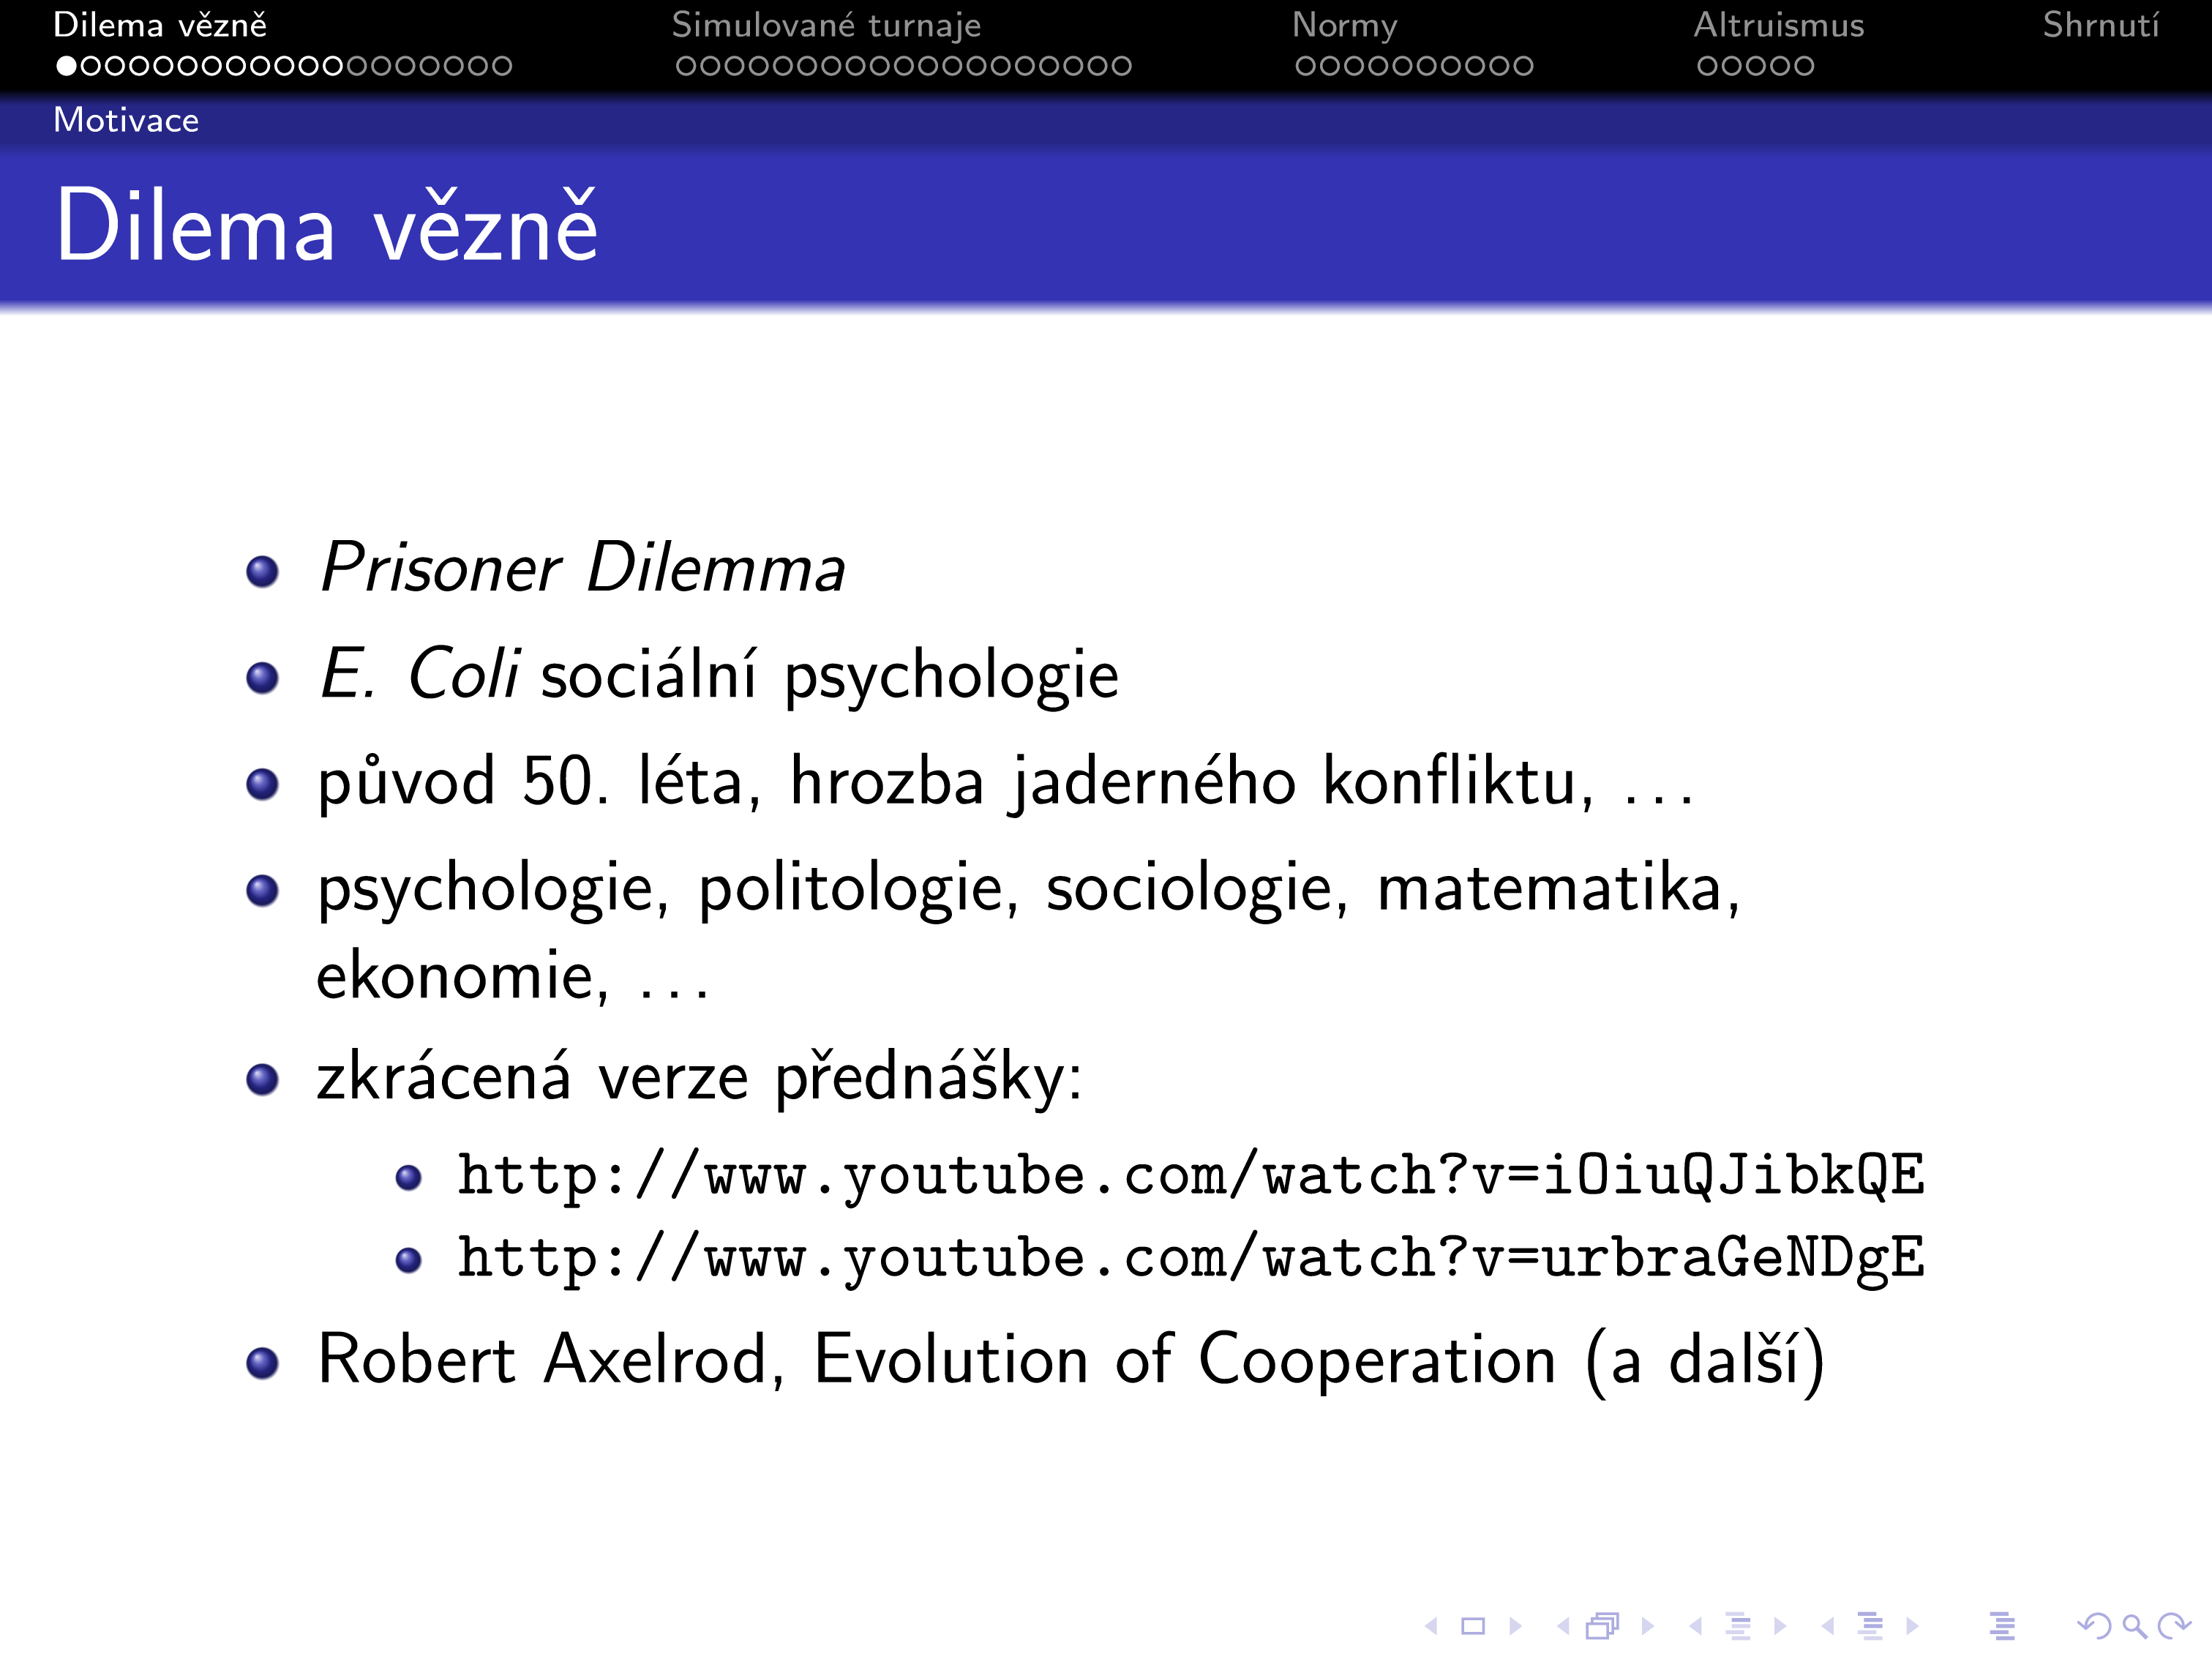 Dilema vězně
Simulované turnaje
Normy
Altruismus
Shrnutí
Motivace
Dilema vězně
Prisoner Dilemma
E. Coli sociální psychologie
původ 50. léta, hrozba jaderného konfliktu, . . .
psychologie, politologie, sociologie, matematika,
ekonomie, . . .
zkrácená verze přednášky:
http://www.youtube.com/watch?v=iOiuQJibkQE
http://www.youtube.com/watch?v=urbraGeNDgE
Robert Axelrod, Evolution of Cooperation (a další)